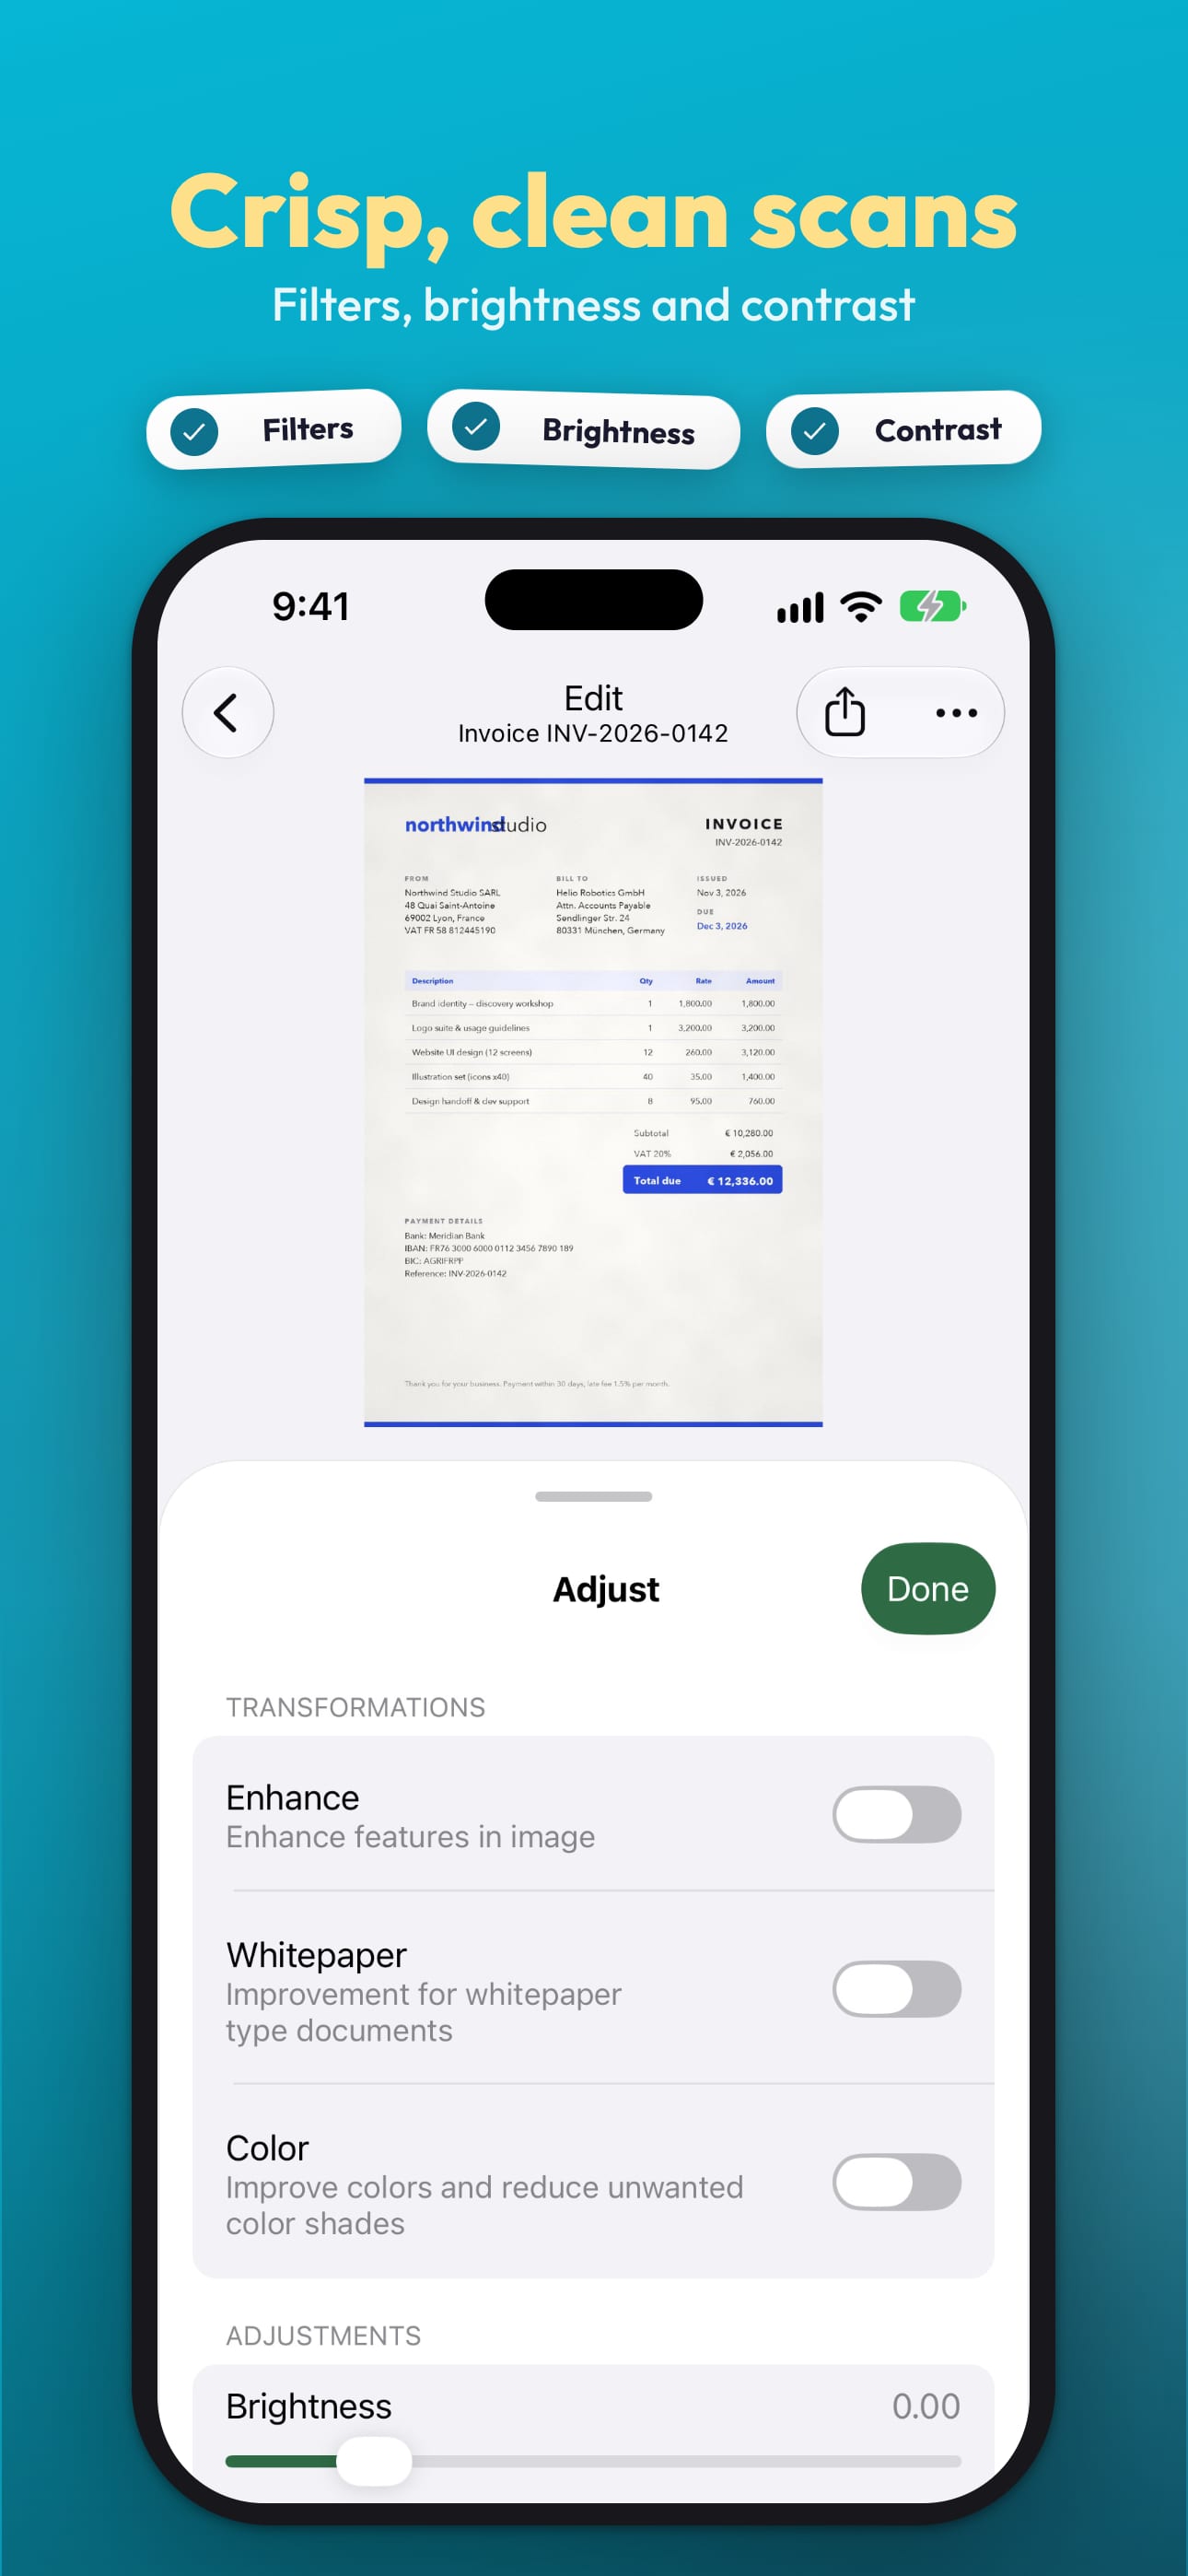 Crisp, clean scans
Filters, brightness and contrast
Filters
Brightness
Contrast
9:41
Edit
Invoice INV-2026-0142
northwindstudio
INVOICE
INV-2026-0142
FROM
Northwind Studio SARL
48 Quai Saint-Antoine
69002 Lyon, France
VAT FR 58 812445190
BILL TO
Helio Robotics GmbH
Attn. Accounts Payable
Sendlinger Str. 24
80331 München, Germany
ISSUED
Nov 3, 2026
DUE
Dec 3, 2026
Description Qty Rate Amount
Brand identity – discovery workshop 1 1,800.00 1,800.00
Logo suite & usage guidelines 1 3,200.00 3,200.00
Website UI design (12 screens) 12 260.00 3,120.00
Illustration set (icons x40) 40 35.00 1,400.00
Design handoff & dev support 8 95.00 760.00
Subtotal € 10,280.00
VAT 20% € 2,056.00
Total due € 12,336.00
PAYMENT DETAILS
Bank: Meridian Bank
IBAN: FR76 3000 6000 0112 3456 7890 189
BIC: AGRIFRPP
Reference: INV-2026-0142
Thank you for your business. Payment within 30 days, late fee 1.5% per month.
Adjust
Done
TRANSFORMATIONS
Enhance
Enhance features in image
Whitepaper
Improvement for whitepaper
type documents
Color
Improve colors and reduce unwanted
color shades
ADJUSTMENTS
Brightness 0.00